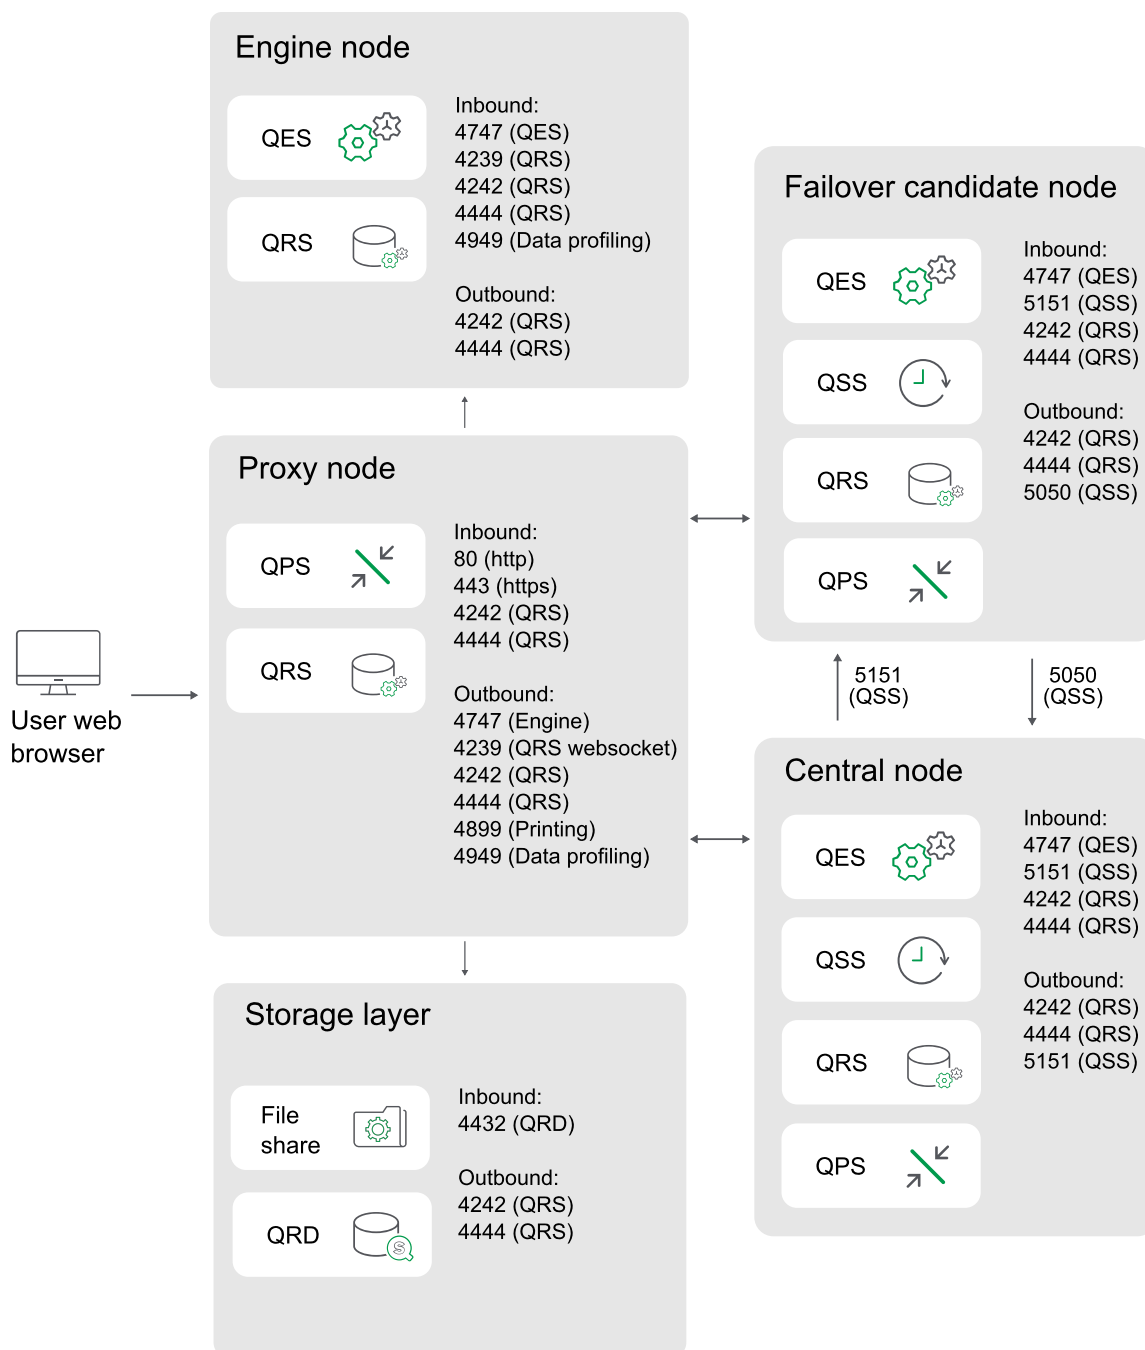 Engine node
QES
QRS
Inbound:
4747 (QES)
4239 (QRS)
4242 (QRS)
4444 (QRS)
4949 (Data profiling)
Outbound:
4242 (QRS)
4444 (QRS)
Failover candidate node
QES
QSS
QRS
QPS
Inbound:
4747 (QES)
5151 (QSS)
4242 (QRS)
4444 (QRS)
Outbound:
4242 (QRS)
4444 (QRS)
5050 (QSS)
Proxy node
QPS
QRS
Inbound:
80 (http)
443 (https)
4242 (QRS)
4444 (QRS)
Outbound:
4747 (Engine)
4239 (QRS websocket)
4242 (QRS)
4444 (QRS)
4899 (Printing)
4949 (Data profiling)
User web
browser
5151
(QSS)
5050
(QSS)
Central node
QES
QSS
QRS
QPS
Inbound:
4747 (QES)
5151 (QSS)
4242 (QRS)
4444 (QRS)
Outbound:
4242 (QRS)
4444 (QRS)
5151 (QSS)
Storage layer
File
share
QRD
S
Inbound:
4432 (QRD)
Outbound:
4242 (QRS)
4444 (QRS)